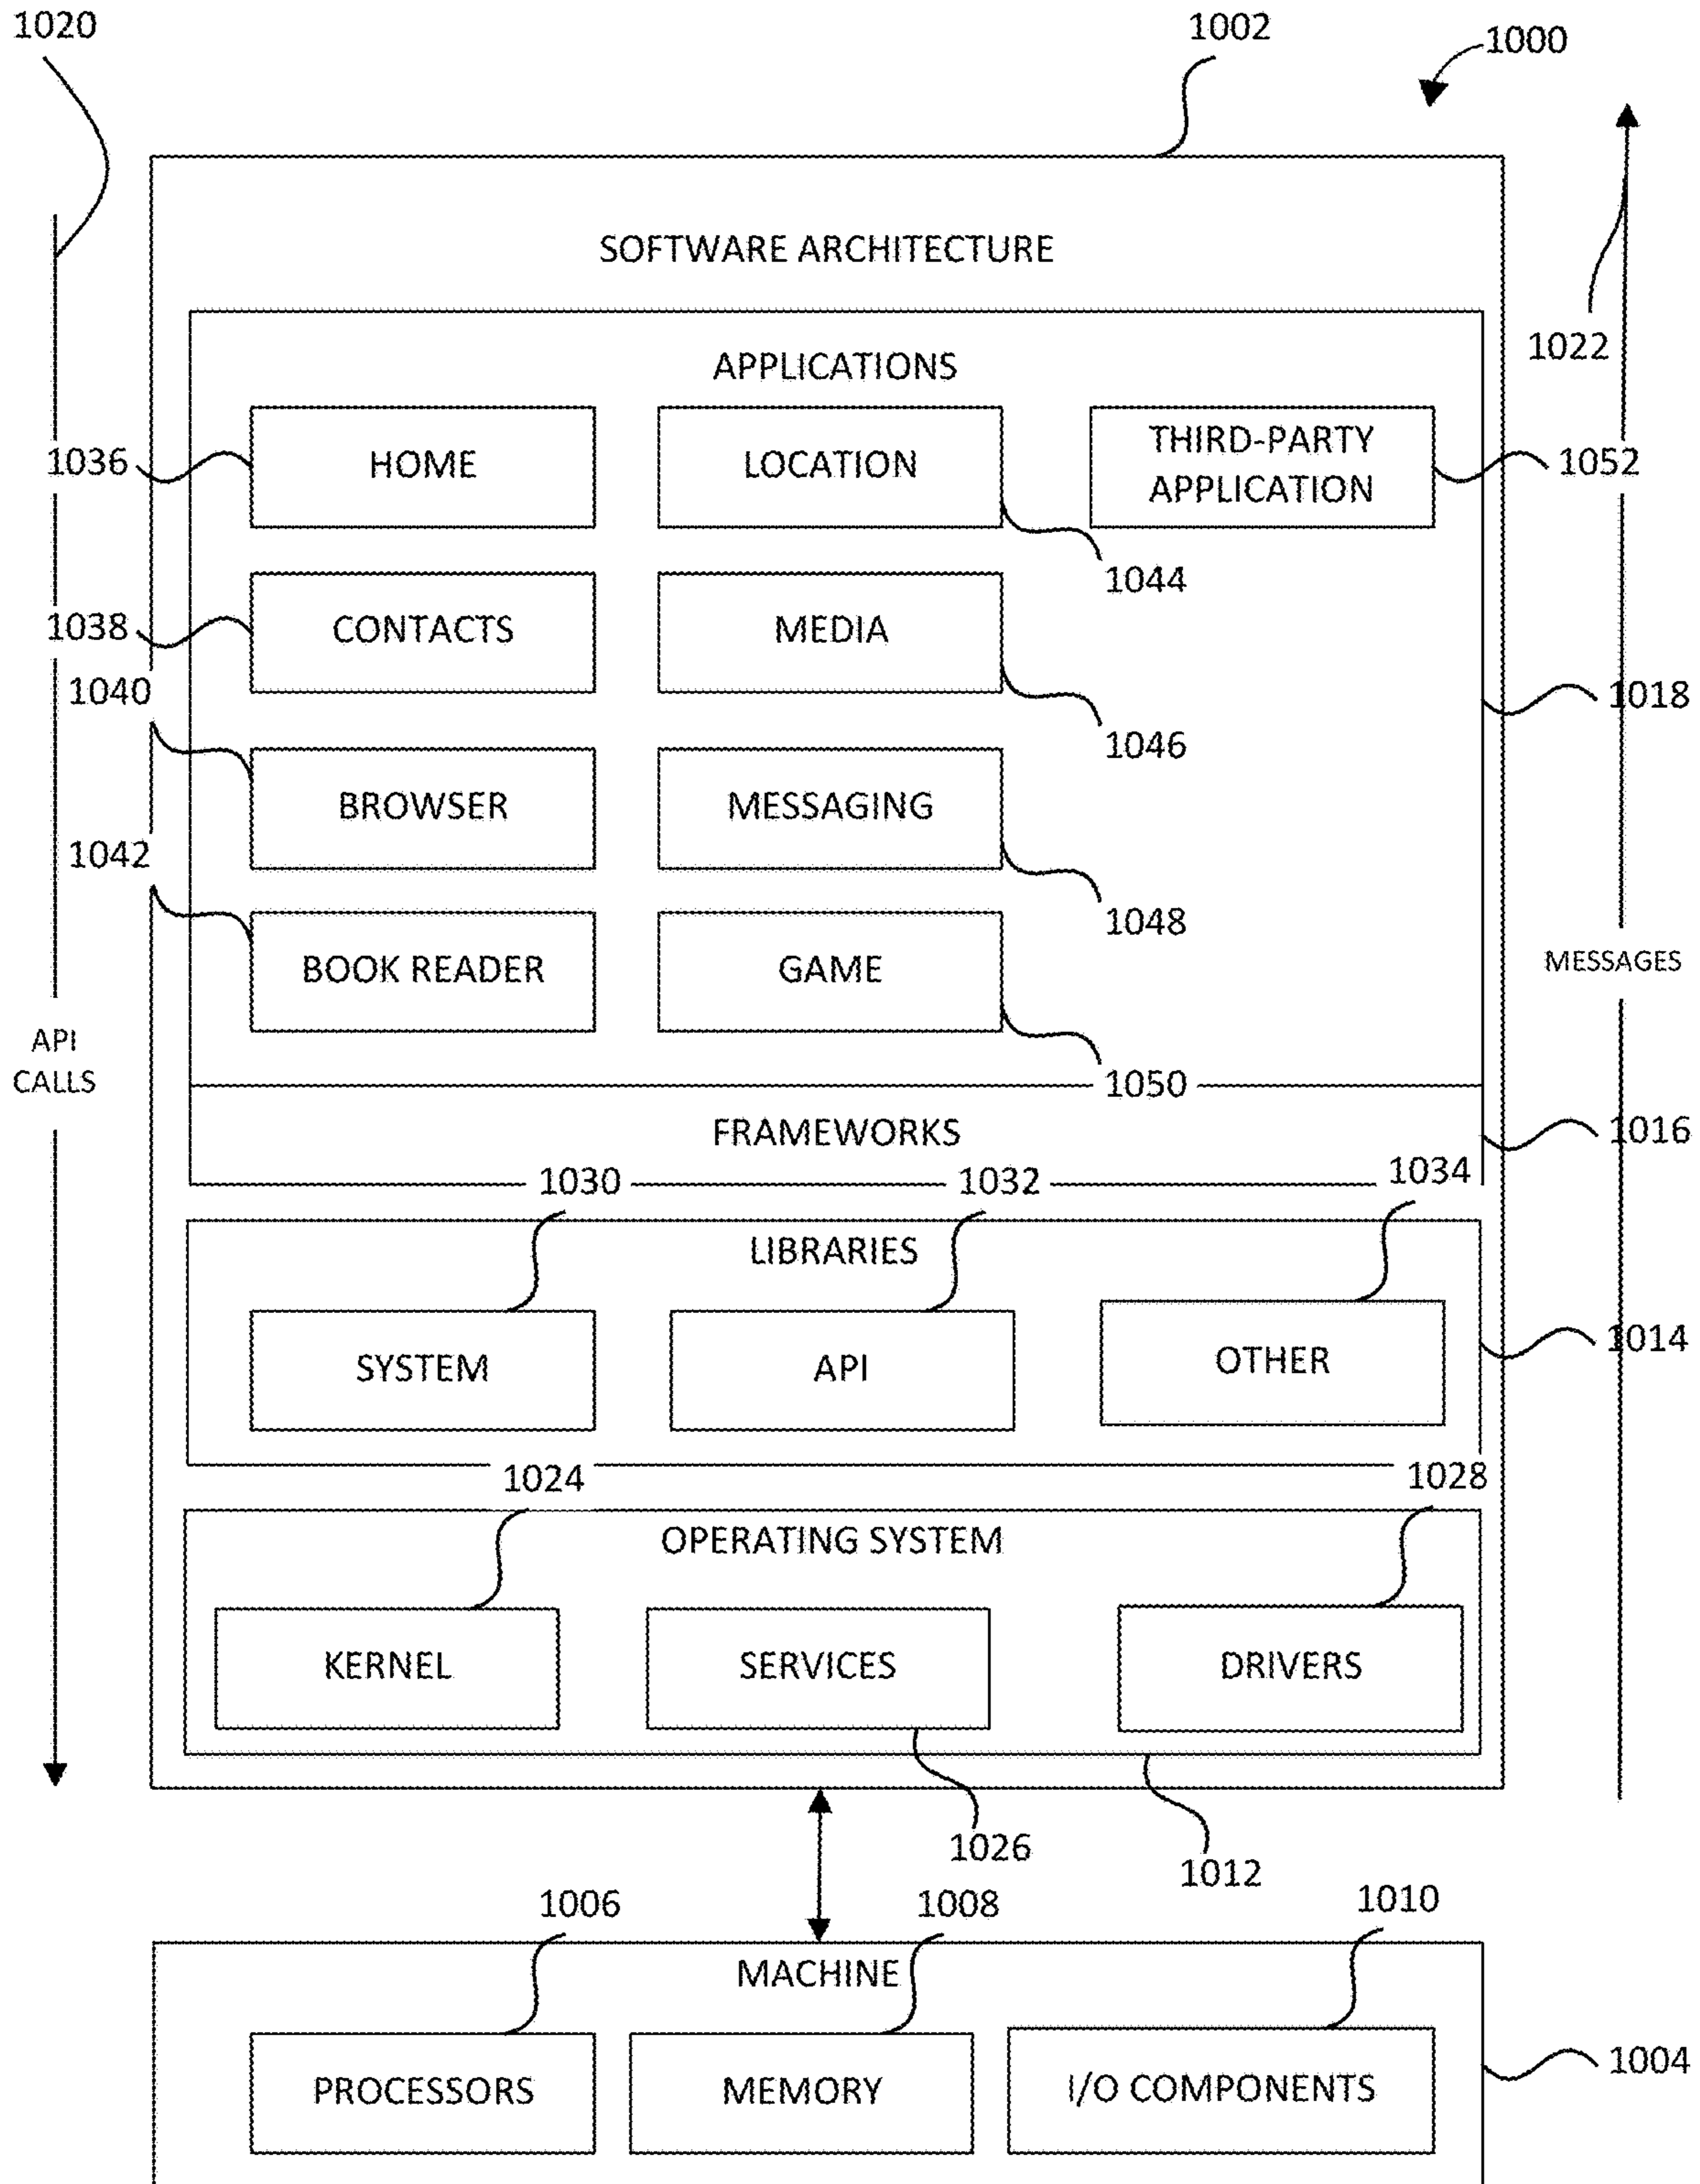 1020
1002
1000
SOFTWARE ARCHITECTURE
1022
APPLICATIONS
1036
HOME
LOCATION
THIRD-PARTY
APPLICATION
1052
1044
1038
CONTACTS
MEDIA
1040
1018
1046
BROWSER
MESSAGING
1042
1048
BOOK READER
GAME
MESSAGES
API
CALLS
1050
FRAMEWORKS
1016
1030
1032
1034
LIBRARIES
SYSTEM
API
OTHER
1014
1024
1028
OPERATING SYSTEM
KERNEL
SERVICES
DRIVERS
1026
1012
1006
1008
1010
MACHINE
PROCESSORS
MEMORY
I/O COMPONENTS
1004